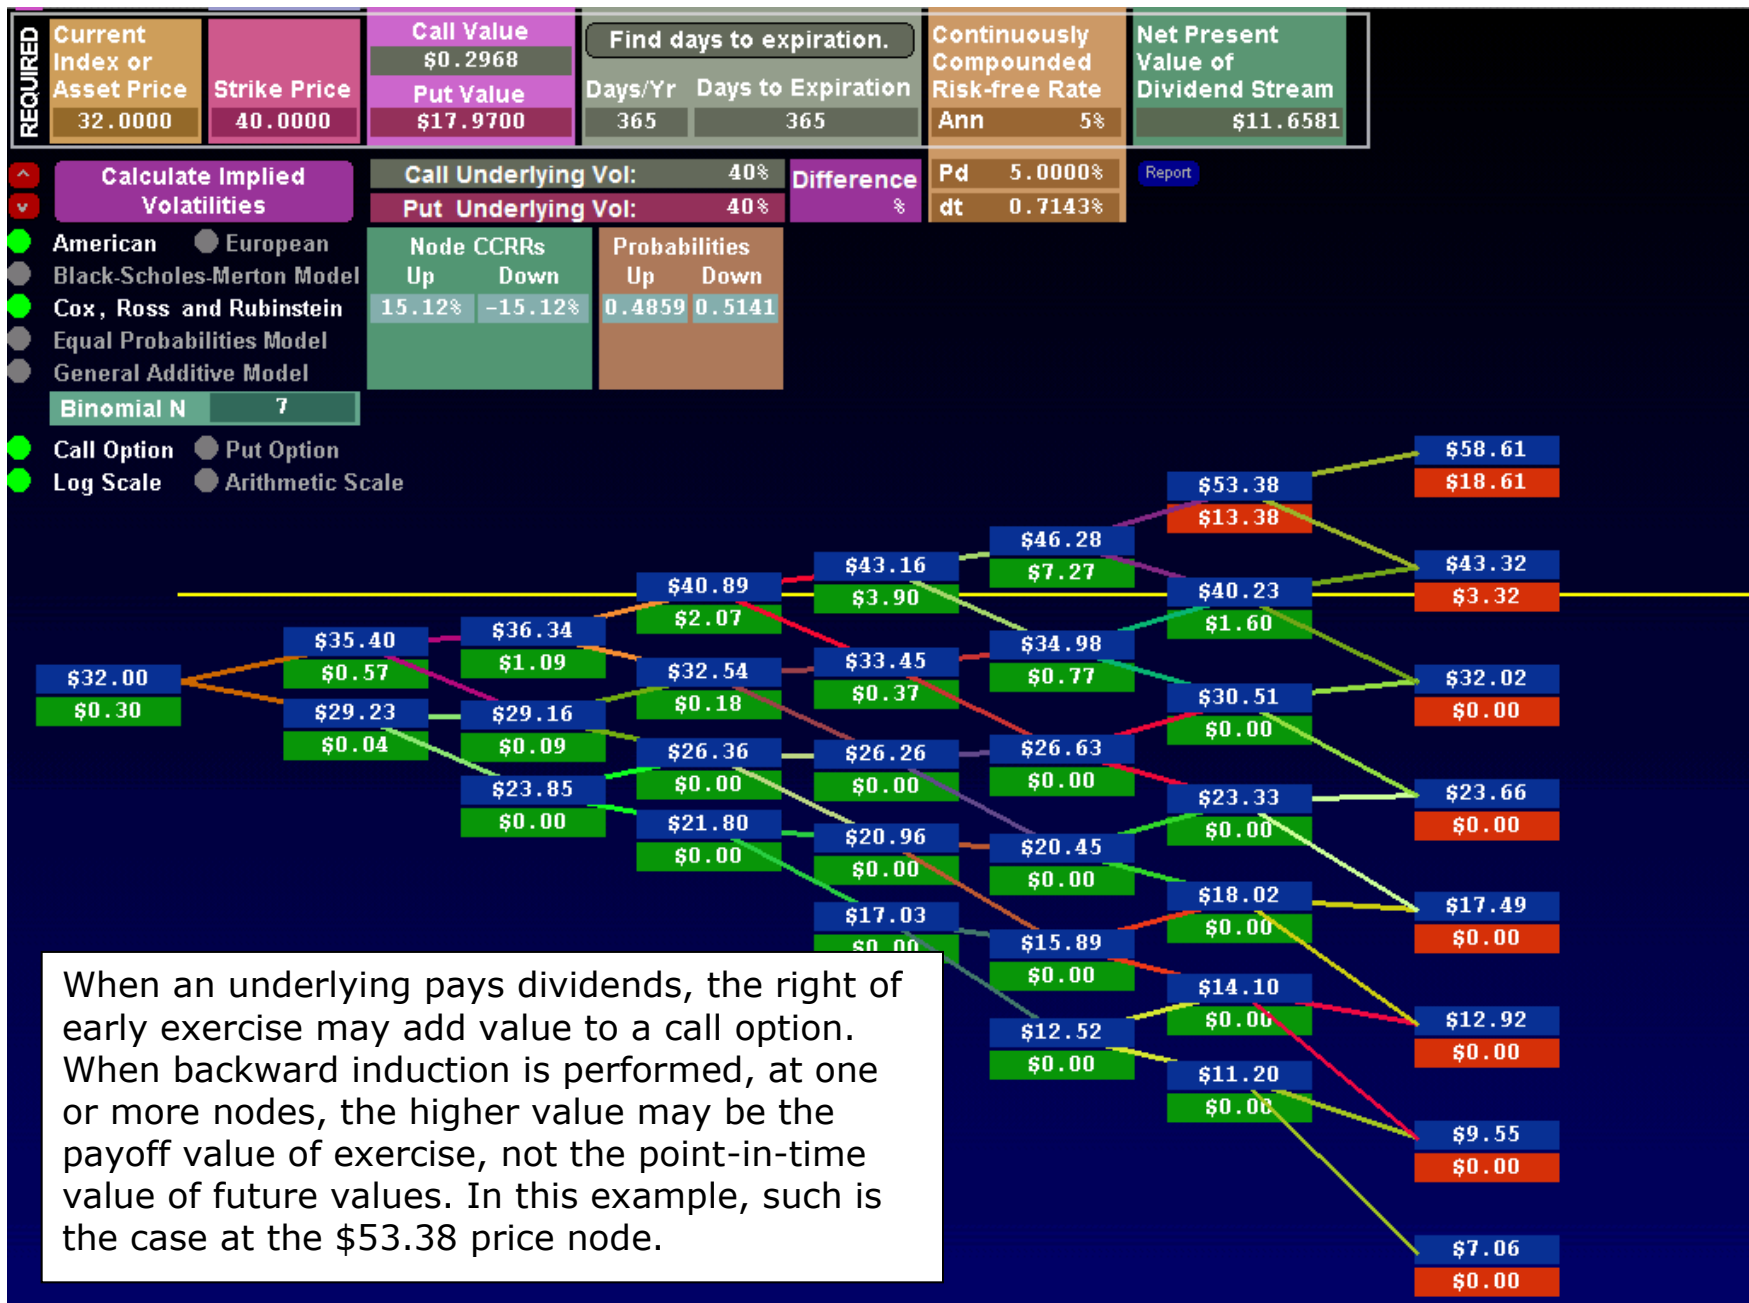 REQUIRED
Current
Index or
Asset Price
32.0000
Strike Price
40.0000
Call Value
$0.2968
Put Value
$17.9700
Find days to expiration.
Days/Yr Days to Expiration
365 365
Continuously
Compounded
Risk-free Rate
Ann 5%
Net Present
Value of
Dividend Stream
$11.6581
Calculate Implied
Volatilities
Call Underlying Vol: 40%
Put Underlying Vol: 40%
Difference
%
Pd 5.0000%
dt 0.7143%
Report
American European
Black-Scholes-Merton Model
Cox, Ross and Rubinstein
Equal Probabilities Model
General Additive Model
Binomial N 7
Call Option Put Option
Log Scale Arithmetic Scale
Node CCRRs
Up Down
15.12% -15.12%
Probabilities
Up Down
0.4859 0.5141
$32.00
$0.30
$35.40
$0.57
$29.23
$0.04
$36.34
$1.09
$29.16
$0.09
$23.85
$0.00
$40.89
$2.07
$32.54
$0.18
$26.36
$0.00
$21.80
$0.00
$43.16
$3.90
$33.45
$0.37
$26.26
$0.00
$20.96
$0.00
$17.03
$0.00
$46.28
$7.27
$34.98
$0.77
$26.63
$0.00
$20.45
$0.00
$15.89
$0.00
$12.52
$0.00
$53.38
$13.38
$40.23
$1.60
$30.51
$0.00
$23.33
$0.00
$18.02
$0.00
$14.10
$0.00
$11.20
$0.00
$58.61
$18.61
$43.32
$3.32
$32.02
$0.00
$23.66
$0.00
$17.49
$0.00
$12.92
$0.00
$9.55
$0.00
$7.06
$0.00
When an underlying pays dividends, the right of
early exercise may add value to a call option.
When backward induction is performed, at one
or more nodes, the higher value may be the
payoff value of exercise, not the point-in-time
value of future values. In this example, such is
the case at the $53.38 price node.